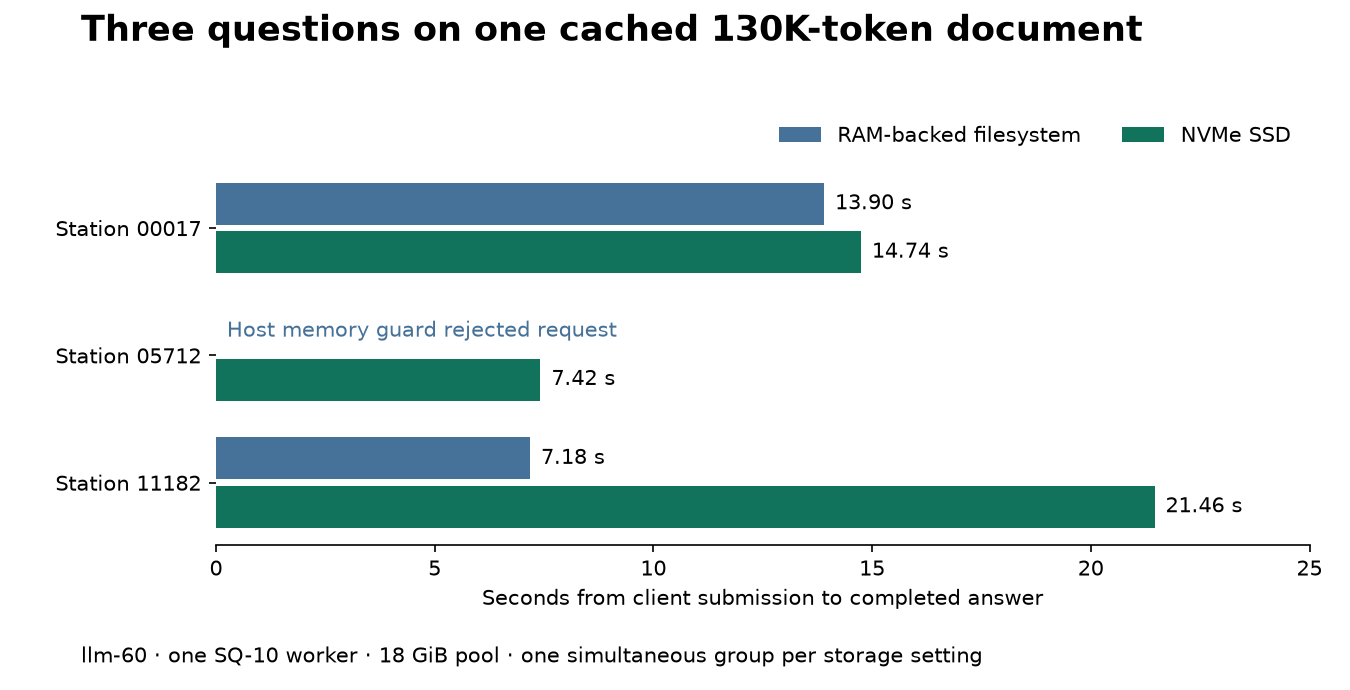 Three questions on one cached 130K-token document
RAM-backed filesystem
NVMe SSD
Station 00017
13.90 s
14.74 s
Host memory guard rejected request
Station 05712
7.42 s
7.18 s
Station 11182
21.46 s
0 5 10 15 20 25
Seconds from client submission to completed answer
llm-60 · one SQ-10 worker · 18 GiB pool · one simultaneous group per storage setting